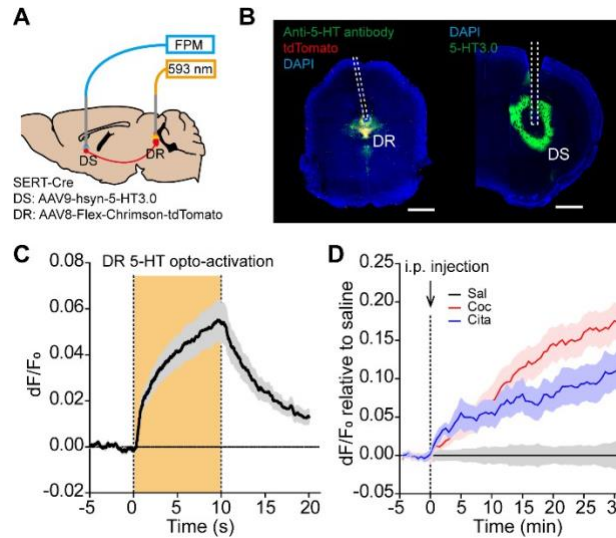 A
FPM
593 nm
DS
DR
SERT-Cre
DS: AAV9-hsyn-5-HT3.0
DR: AAV8-Flex-Chrimson-tdTomato
B
Anti-5-HT antibody
tdTomato
DAPI
DR
DAPI
5-HT3.0
DS
C
DR 5-HT opto-activation
dF/F₀
0.08
0.06
0.04
0.02
0.00
-0.02
-5 0 5 10 15 20
Time (s)
D
i.p. injection
Sal
Coc
Cita
dF/F₀ relative to saline
0.25
0.20
0.15
0.10
0.05
0.00
-0.05
-5 0 5 10 15 20 25 30
Time (min)